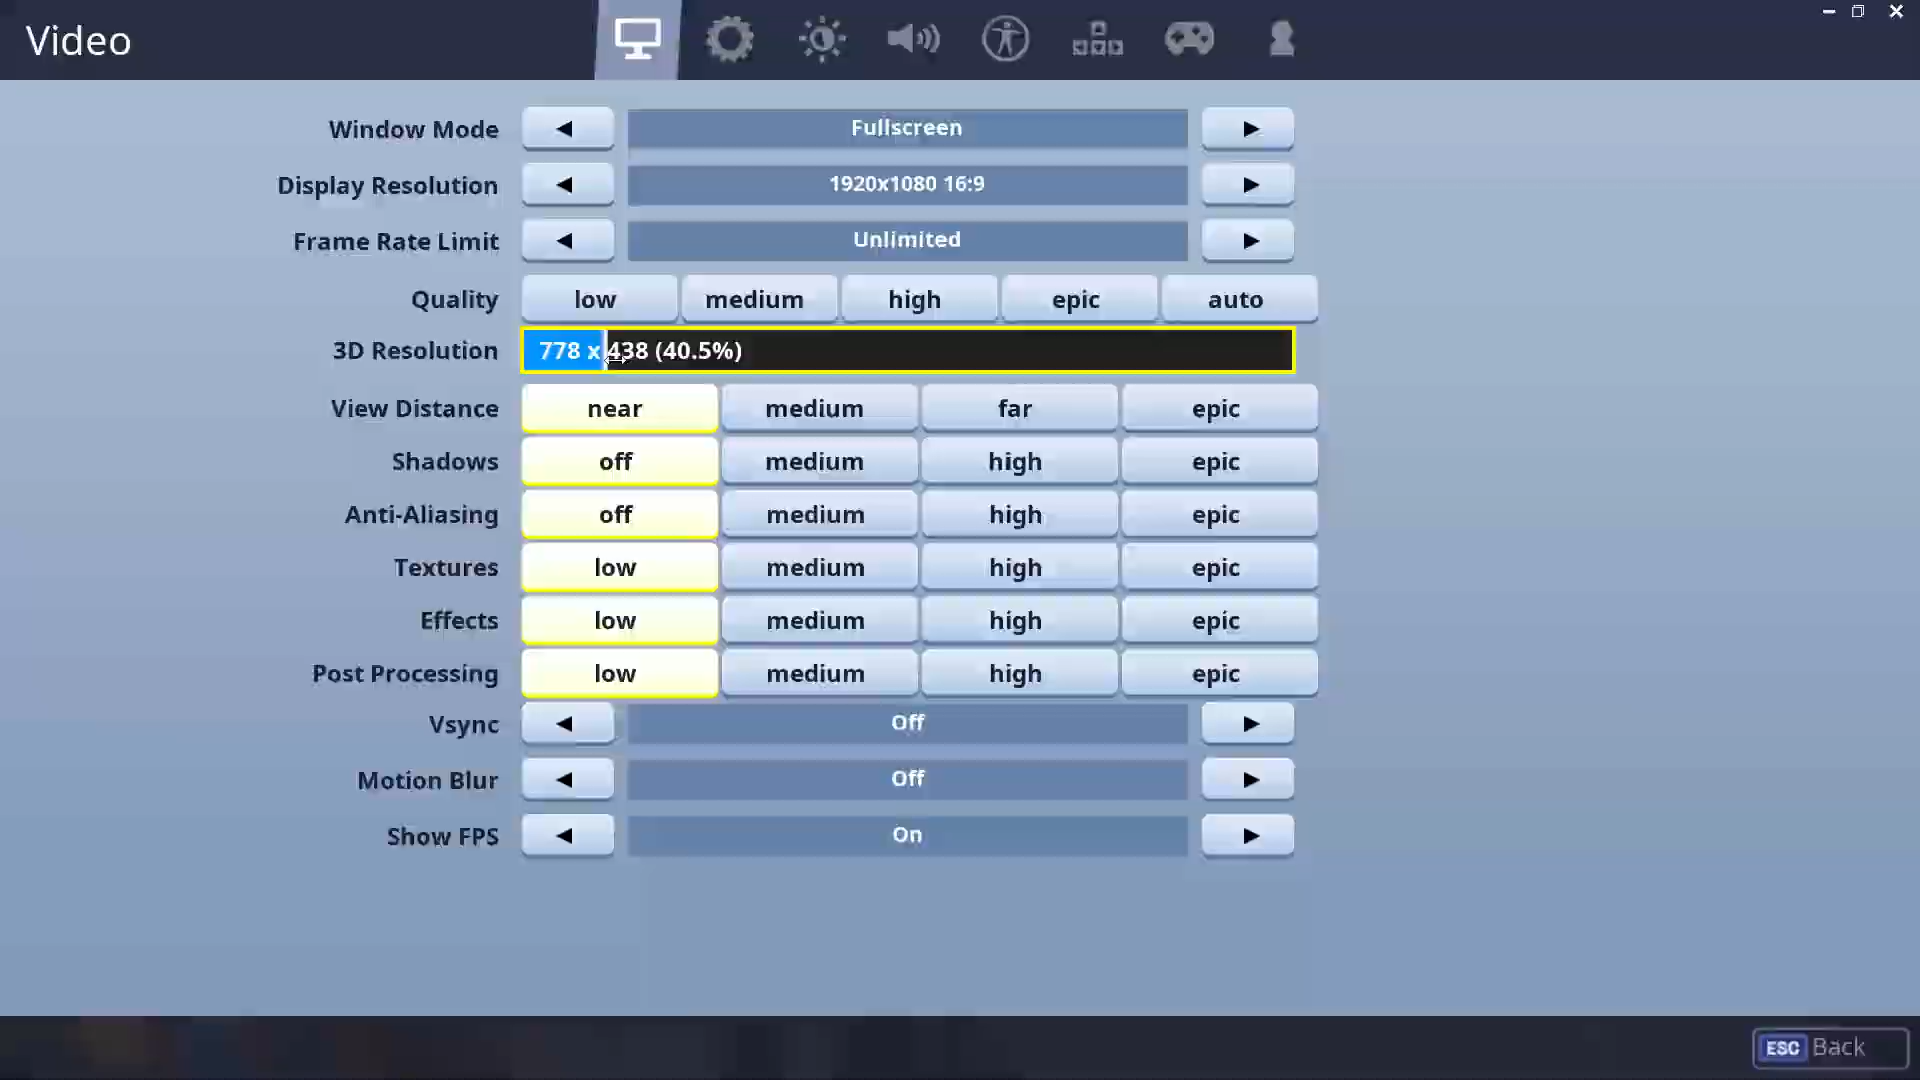 Video
Window Mode Fullscreen
Display Resolution 1920x1080 16:9
Frame Rate Limit Unlimited
Quality low medium high epic auto
3D Resolution 778 x 438 (40.5%)
View Distance near medium far epic
Shadows off medium high epic
Anti-Aliasing off medium high epic
Textures low medium high epic
Effects low medium high epic
Post Processing low medium high epic
Vsync Off
Motion Blur Off
Show FPS On
ESC Back